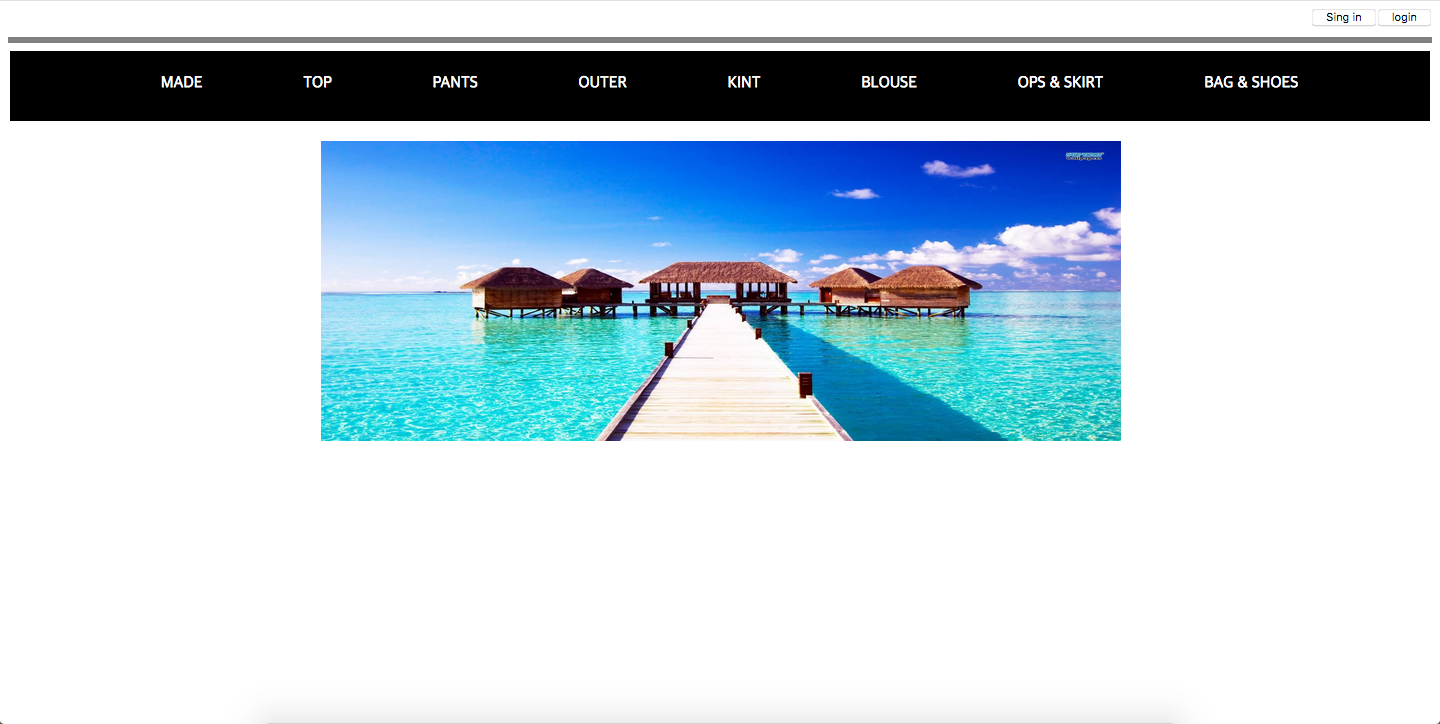 Sing in login
MADE TOP PANTS OUTER KINT BLOUSE OPS & SKIRT BAG & SHOES